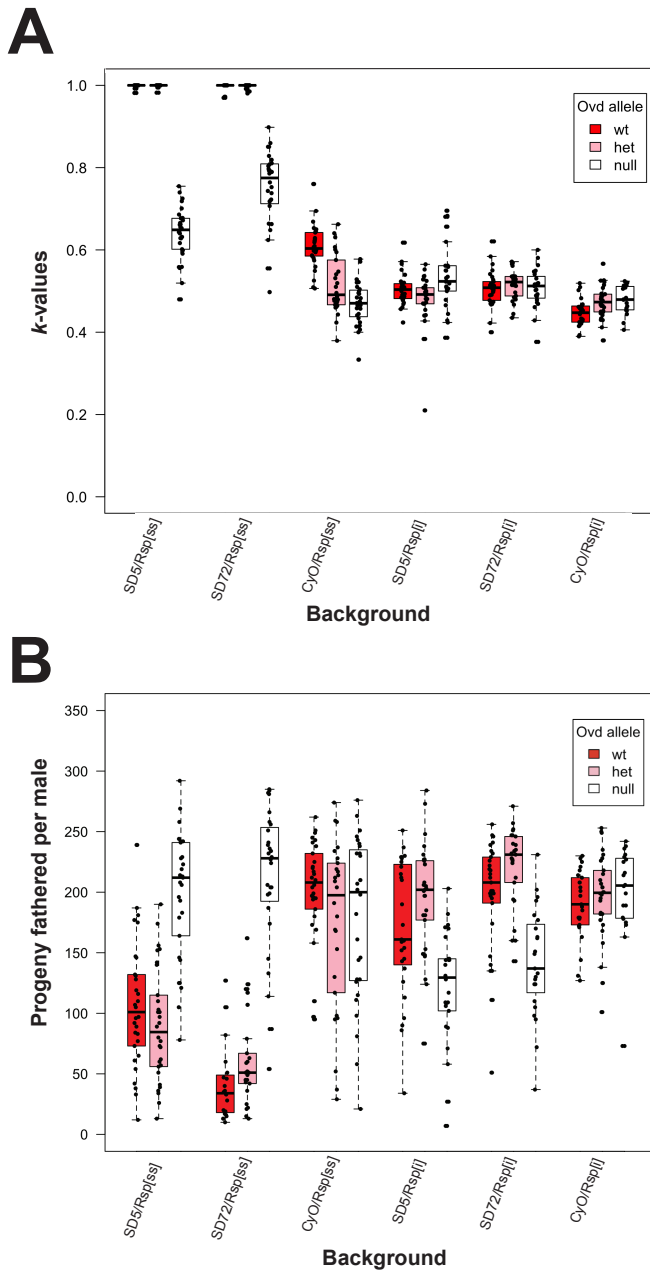 A
1.0
0.8
0.6
0.4
0.2
0.0
k-values
Ovd allele
wt
het
null
SD5/Rsp[ss]
SD72/Rsp[ss]
CyO/Rsp[ss]
SD5/Rsp[i]
SD72/Rsp[i]
CyO/Rsp[i]
Background
B
350
300
250
200
150
100
50
0
Progeny fathered per male
Ovd allele
wt
het
null
SD5/Rsp[ss]
SD72/Rsp[ss]
CyO/Rsp[ss]
SD5/Rsp[i]
SD72/Rsp[i]
CyO/Rsp[i]
Background